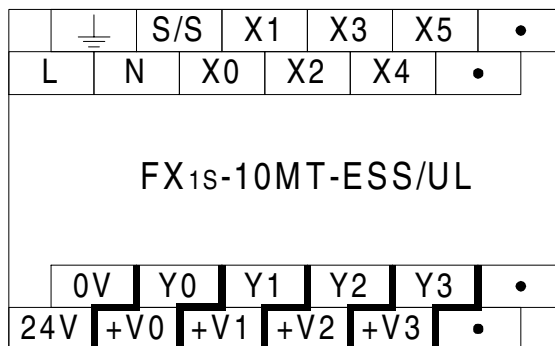 S/S X1 X3 X5 •
L N X0 X2 X4 •
FX1S-10MT-ESS/UL
0V Y0 Y1 Y2 Y3 •
24V +V0 +V1 +V2 +V3 •